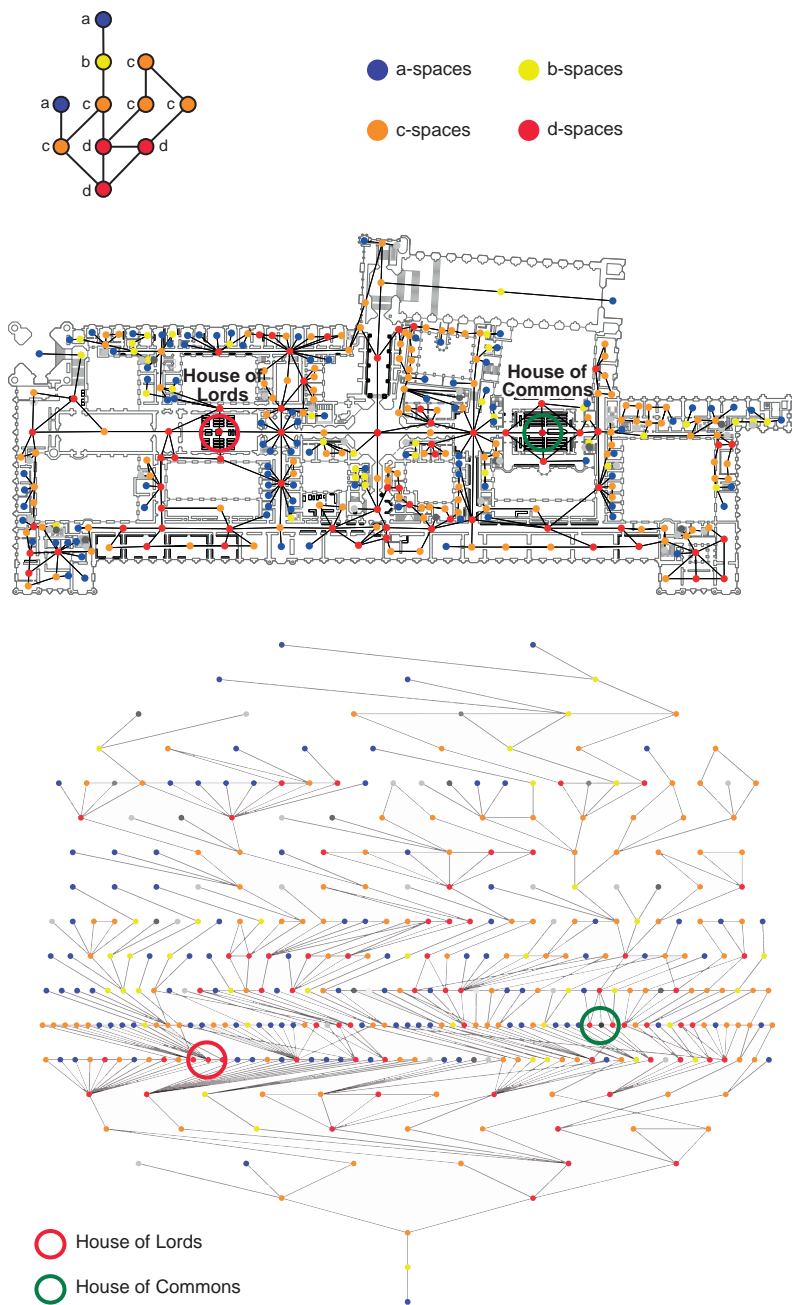 a
b
c
a
c
c
c
c
d
d
d
a-spaces
b-spaces
c-spaces
d-spaces
House of
Lords
House of
Commons
House of Lords
House of Commons